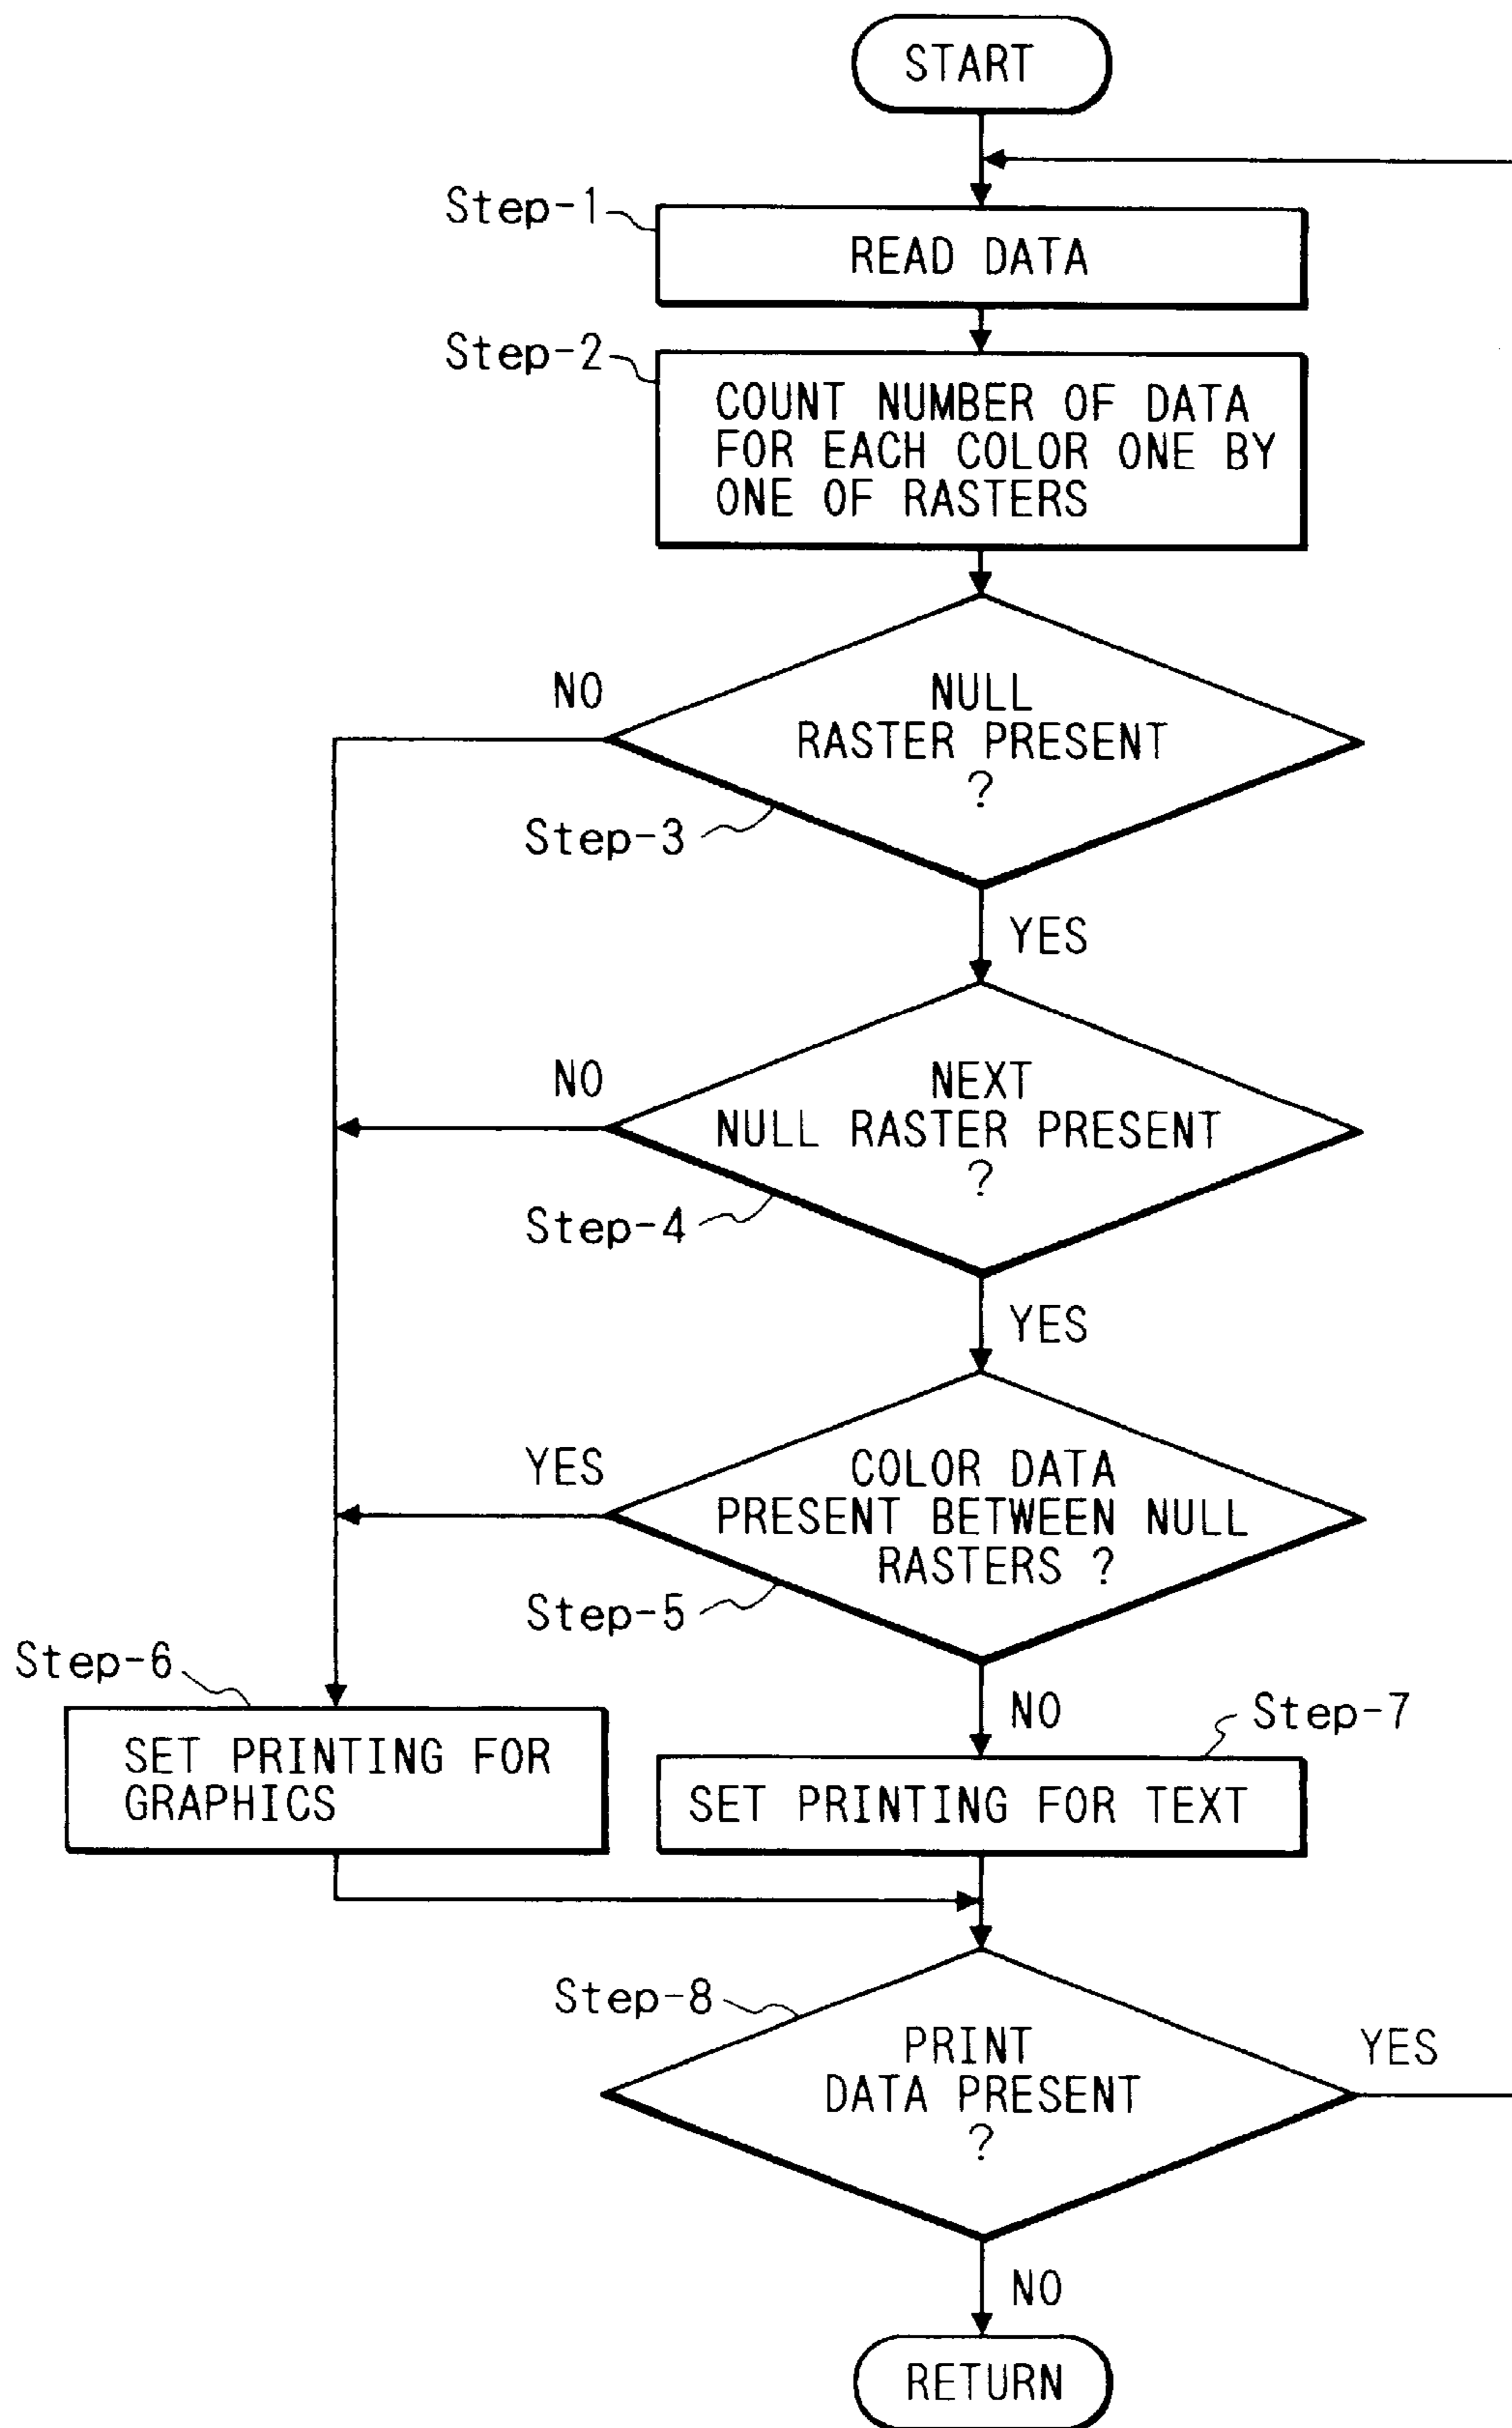 START
Step-1
READ DATA
Step-2
COUNT NUMBER OF DATA
FOR EACH COLOR ONE BY
ONE OF RASTERS
NO
NULL
RASTER PRESENT
?
Step-3
YES
NO
NEXT
NULL RASTER PRESENT
?
Step-4
YES
YES
COLOR DATA
PRESENT BETWEEN NULL
RASTERS ?
Step-5
Step-6
NO
Step-7
SET PRINTING FOR
GRAPHICS
SET PRINTING FOR TEXT
Step-8
PRINT
DATA PRESENT
?
YES
NO
RETURN